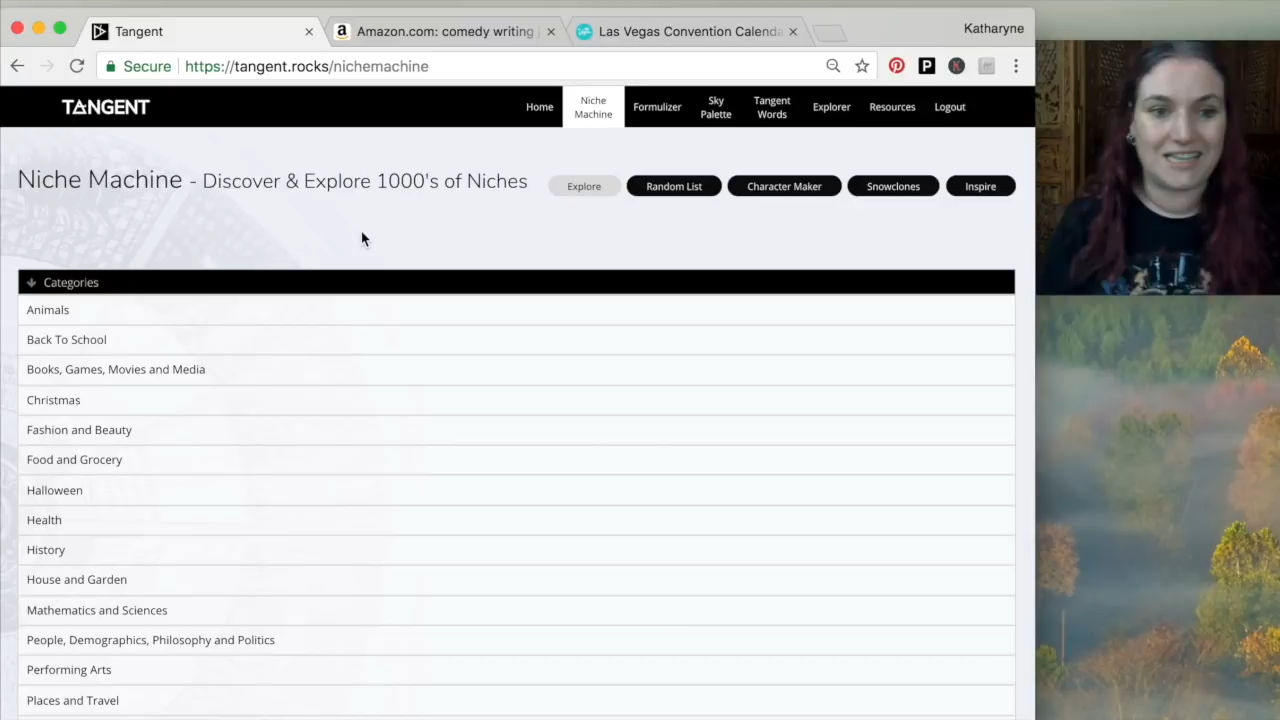 Tangent
Amazon.com: comedy writing
Las Vegas Convention Calenda
Katharyne
Secure
https://tangent.rocks/nichemachine
TANGENT
Home
Niche
Machine
Formulizer
Sky
Palette
Tangent
Words
Explorer
Resources
Logout
Niche Machine - Discover & Explore 1000's of Niches
Explore
Random List
Character Maker
Snowclones
Inspire
Categories
Animals
Back To School
Books, Games, Movies and Media
Christmas
Fashion and Beauty
Food and Grocery
Halloween
Health
History
House and Garden
Mathematics and Sciences
People, Demographics, Philosophy and Politics
Performing Arts
Places and Travel